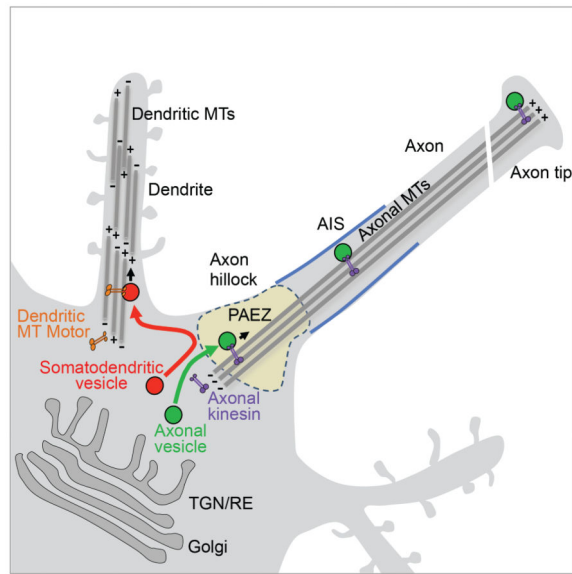 Dendritic MTs
Dendrite
Axon
Axon tip
Axonal MTs
AIS
Axon
hillock
PAEZ
Dendritic
MT Motor
Somatodendritic
vesicle
Axonal
kinesin
Axonal
vesicle
TGN/RE
Golgi